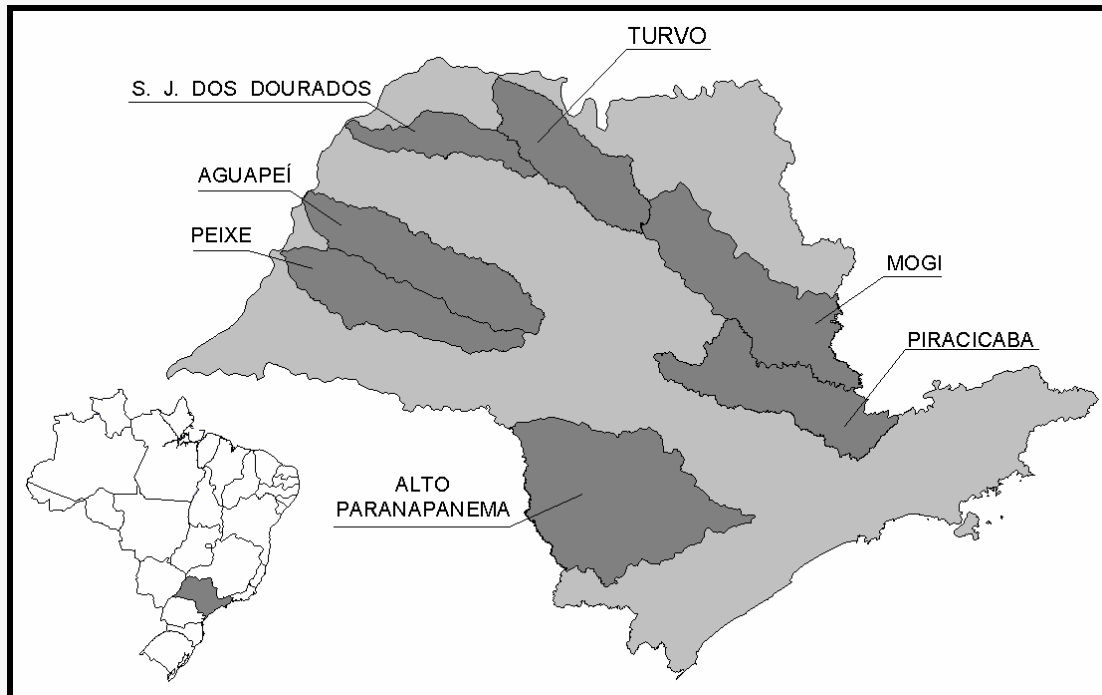 TURVO
S. J. DOS DOURADOS
AGUAPEÍ
PEIXE
MOGI
PIRACICABA
ALTO
PARANAPANEMA